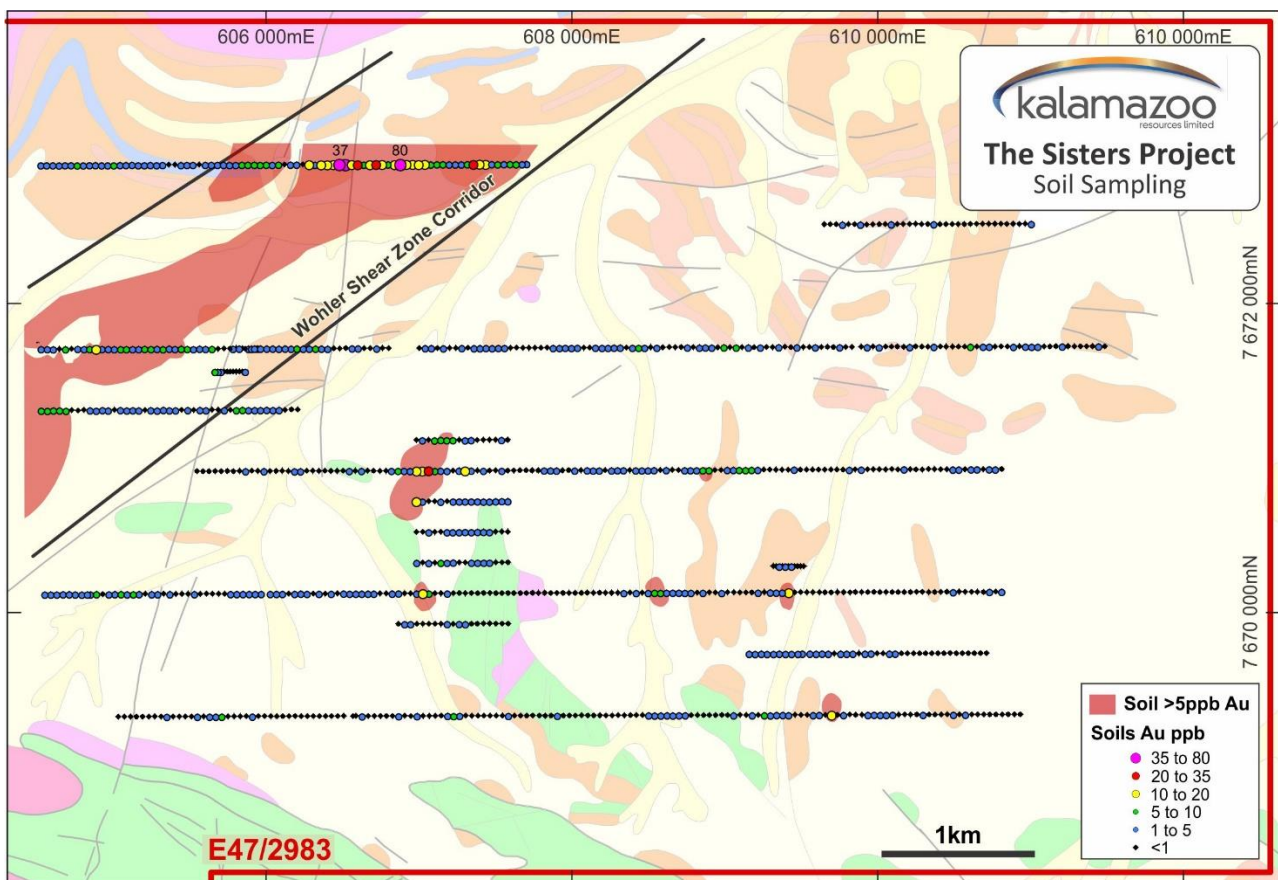 606 000mE
608 000mE
610 000mE
610 000mE
kalamazoo
resources limited
The Sisters Project
Soil Sampling
37
80
Wohler Shear Zone Corridor
7 672 000mN
7 670 000mN
Soil >5ppb Au
Soils Au ppb
35 to 80
20 to 35
10 to 20
5 to 10
1 to 5
<1
1km
E47/2983